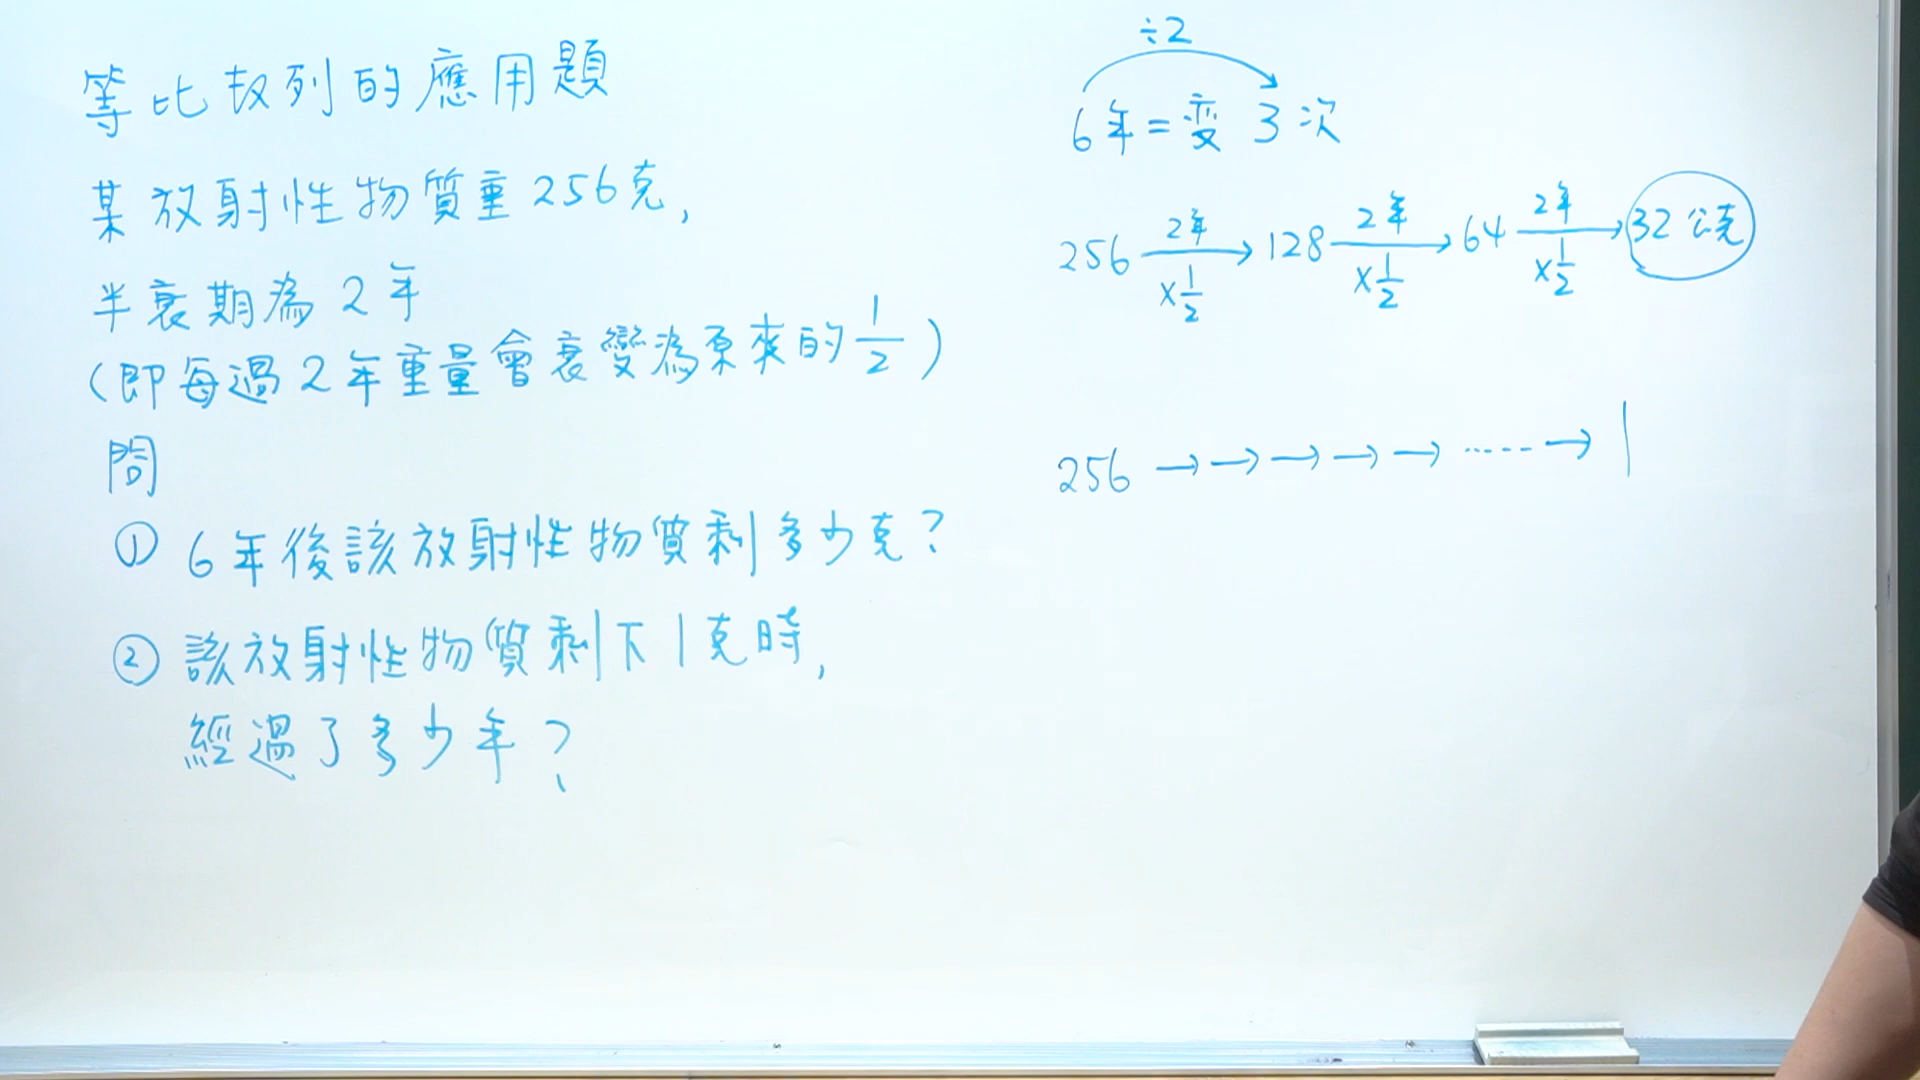 等比数列的應用題
某放射性物質重256克,
半衰期為2年
(即每過2年重量會衰變為原來的1/2)
問
① 6年後該放射性物質剩多少克?
② 該放射性物質剩下1克時,
經過了多少年?
÷2
6年=变3次
256 2年 ×1/2 → 128 2年 ×1/2 → 64 2年 ×1/2 → 32公克
256 →→→→→ ...... → 1